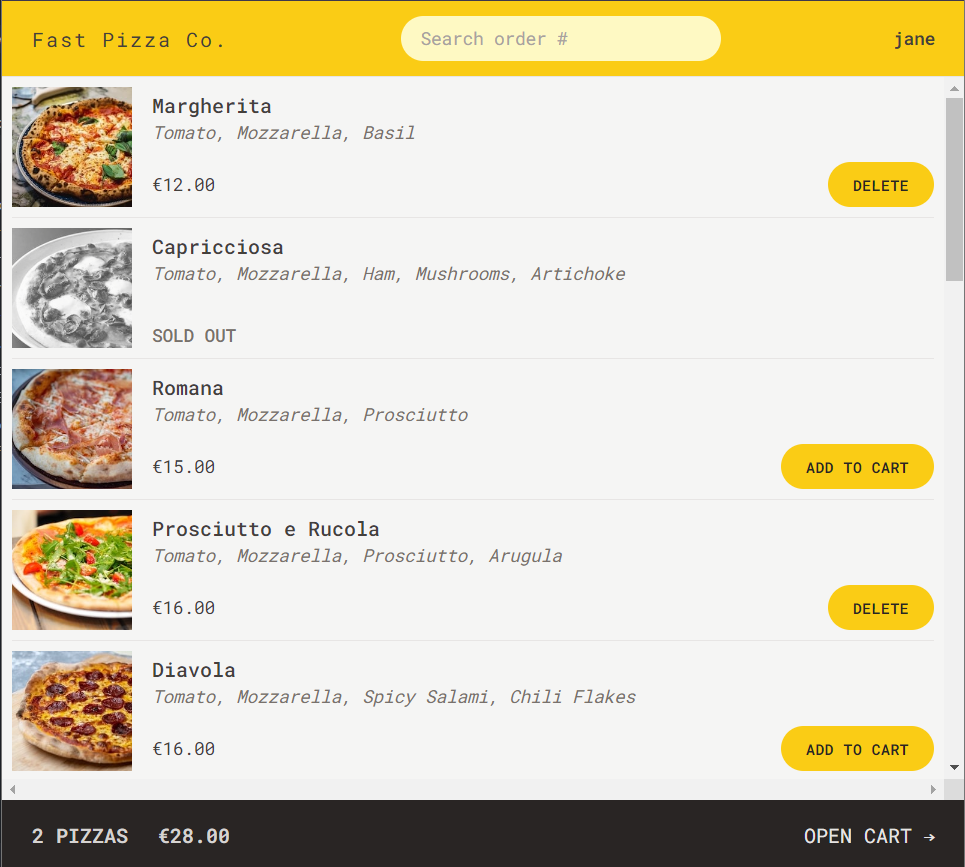 Fast Pizza Co.
Search order #
jane
Margherita
Tomato, Mozzarella, Basil
€12.00
DELETE
Capricciosa
Tomato, Mozzarella, Ham, Mushrooms, Artichoke
SOLD OUT
Romana
Tomato, Mozzarella, Prosciutto
€15.00
ADD TO CART
Prosciutto e Rucola
Tomato, Mozzarella, Prosciutto, Arugula
€16.00
DELETE
Diavola
Tomato, Mozzarella, Spicy Salami, Chili Flakes
€16.00
ADD TO CART
2 PIZZAS €28.00
OPEN CART →